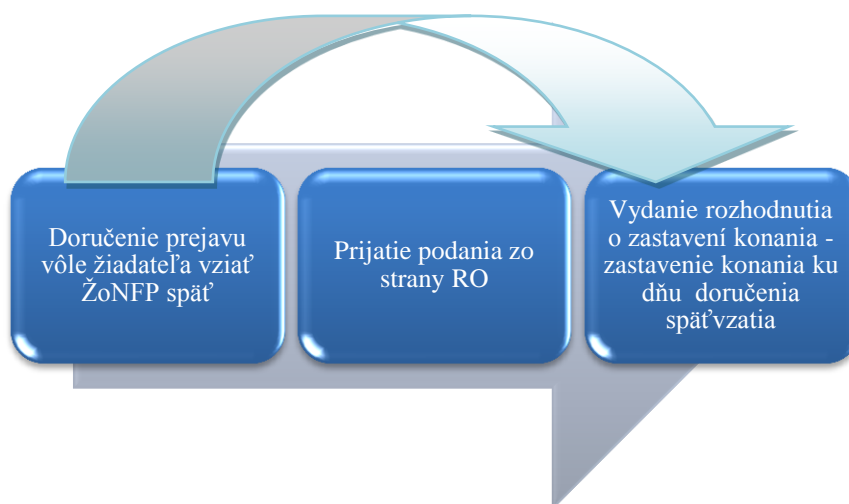 Doručenie prejavu
vôle žiadateľa vziať
ŽoNFP späť
Prijatie podania zo
strany RO
Vydanie rozhodnutia
o zastavení konania -
zastavenie konania ku
dňu doručenia
späťvzatia